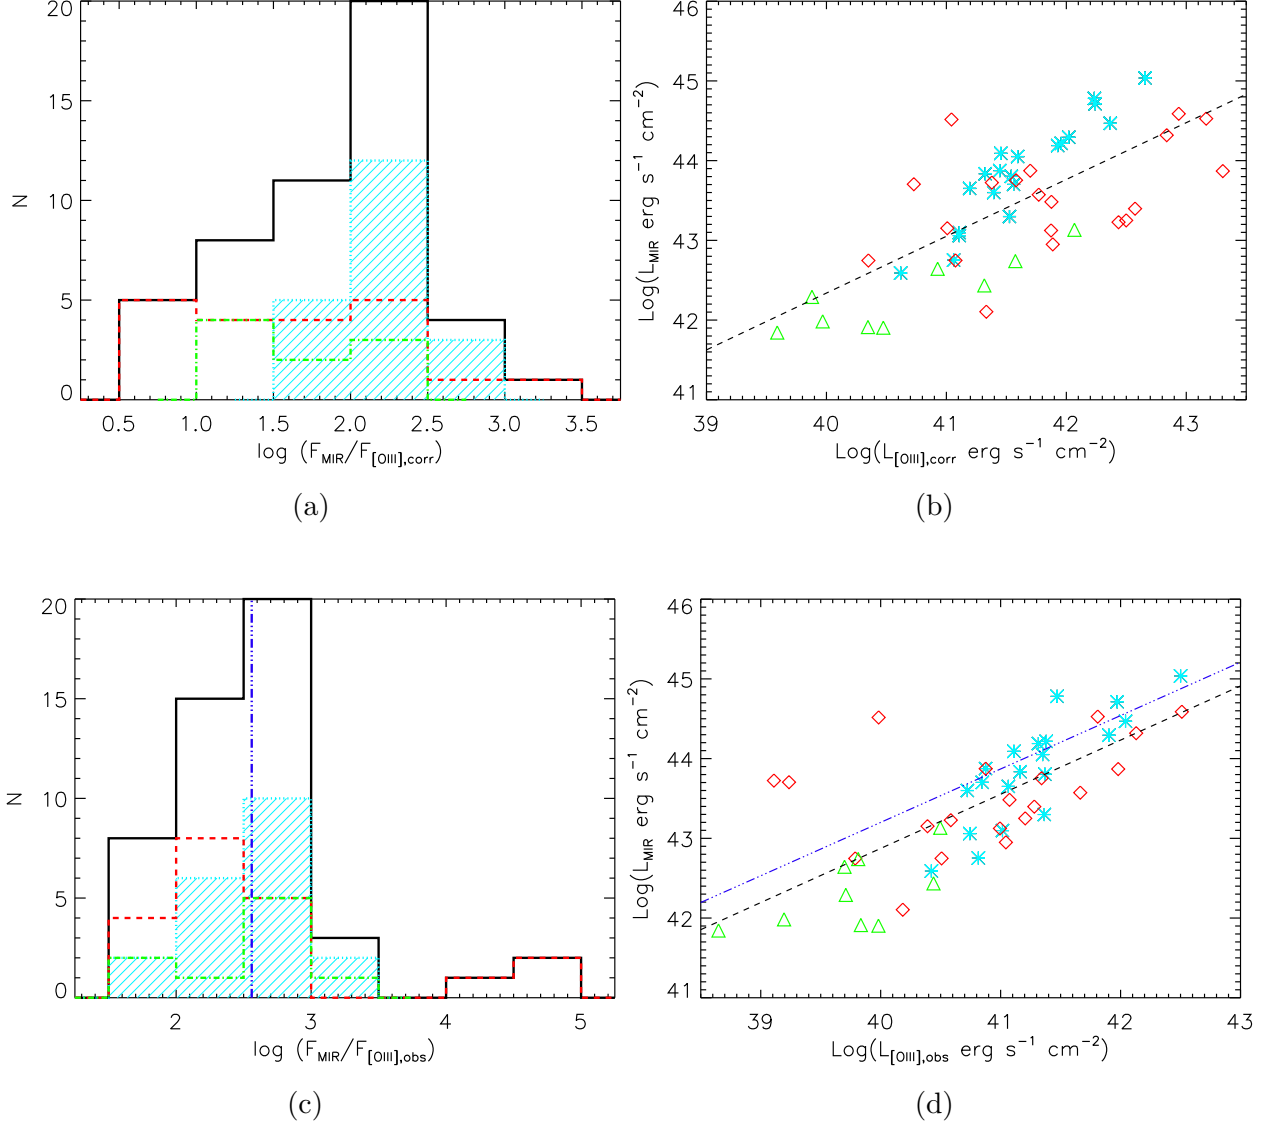 20
15
10
5
0
N
0.5 1.0 1.5 2.0 2.5 3.0 3.5
log (F_MIR/F_[OIII],corr)
(a)
46
45
44
43
42
41
Log(L_MIR erg s⁻¹ cm⁻²)
39 40 41 42 43
Log(L_[OIII],corr erg s⁻¹ cm⁻²)
(b)
20
15
10
5
0
N
2 3 4 5
log (F_MIR/F_[OIII],obs)
(c)
46
45
44
43
42
41
Log(L_MIR erg s⁻¹ cm⁻²)
39 40 41 42 43
Log(L_[OIII],obs erg s⁻¹ cm⁻²)
(d)